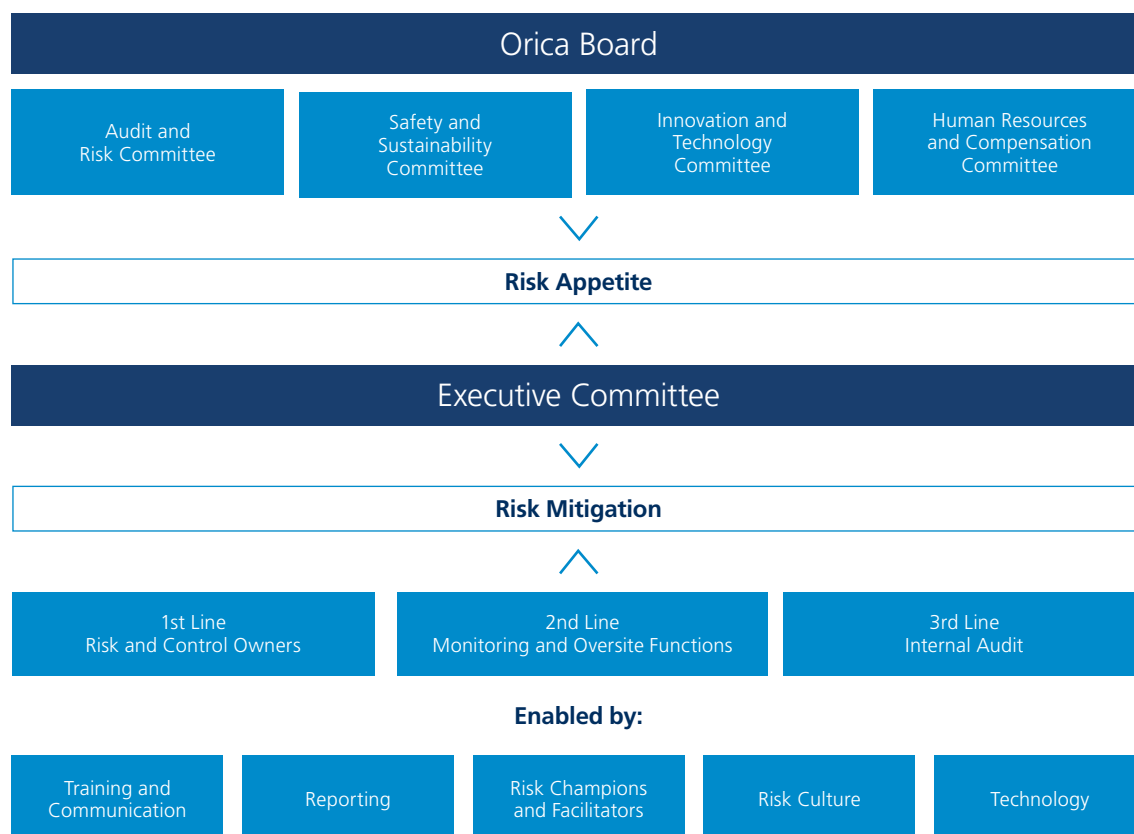 Orica Board
Audit and
Risk Committee
Safety and
Sustainability
Committee
Innovation and
Technology
Committee
Human Resources
and Compensation
Committee
Risk Appetite
Executive Committee
Risk Mitigation
1st Line
Risk and Control Owners
2nd Line
Monitoring and Oversite Functions
3rd Line
Internal Audit
Enabled by:
Training and
Communication
Reporting
Risk Champions
and Facilitators
Risk Culture
Technology